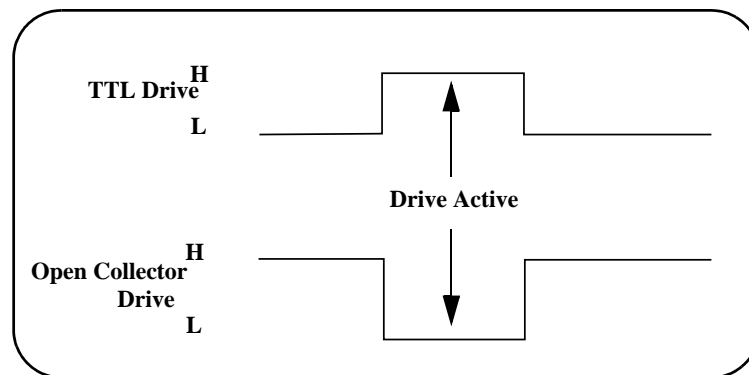 H
TTL Drive
L
Drive Active
H
Open Collector
Drive
L